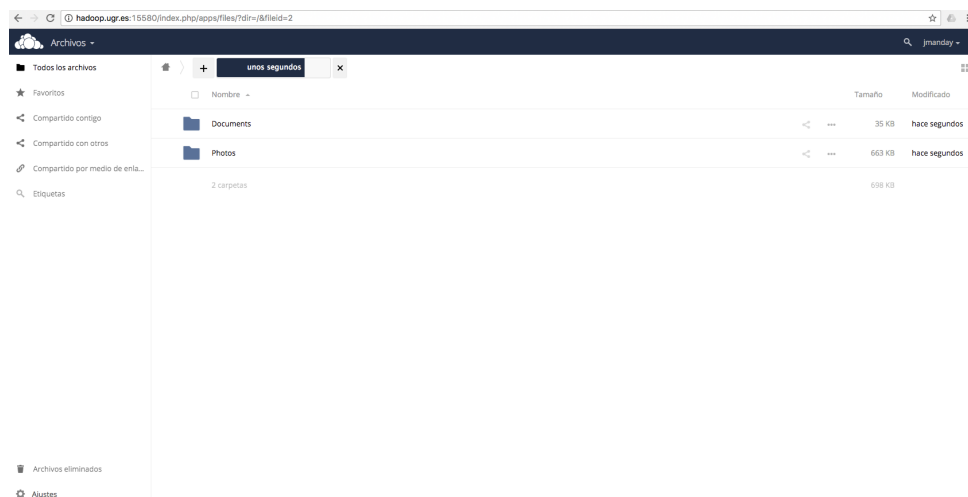 hadoop.ugr.es:15580/index.php/apps/files/?dir=/&fileid=2
Archivos
jmanday
Todos los archivos
Favoritos
Compartido contigo
Compartido con otros
Compartido por medio de enla...
Etiquetas
Archivos eliminados
Ajustes
+ unos segundos ×
Nombre Tamaño Modificado
Documents 35 KB hace segundos
Photos 663 KB hace segundos
2 carpetas 698 KB